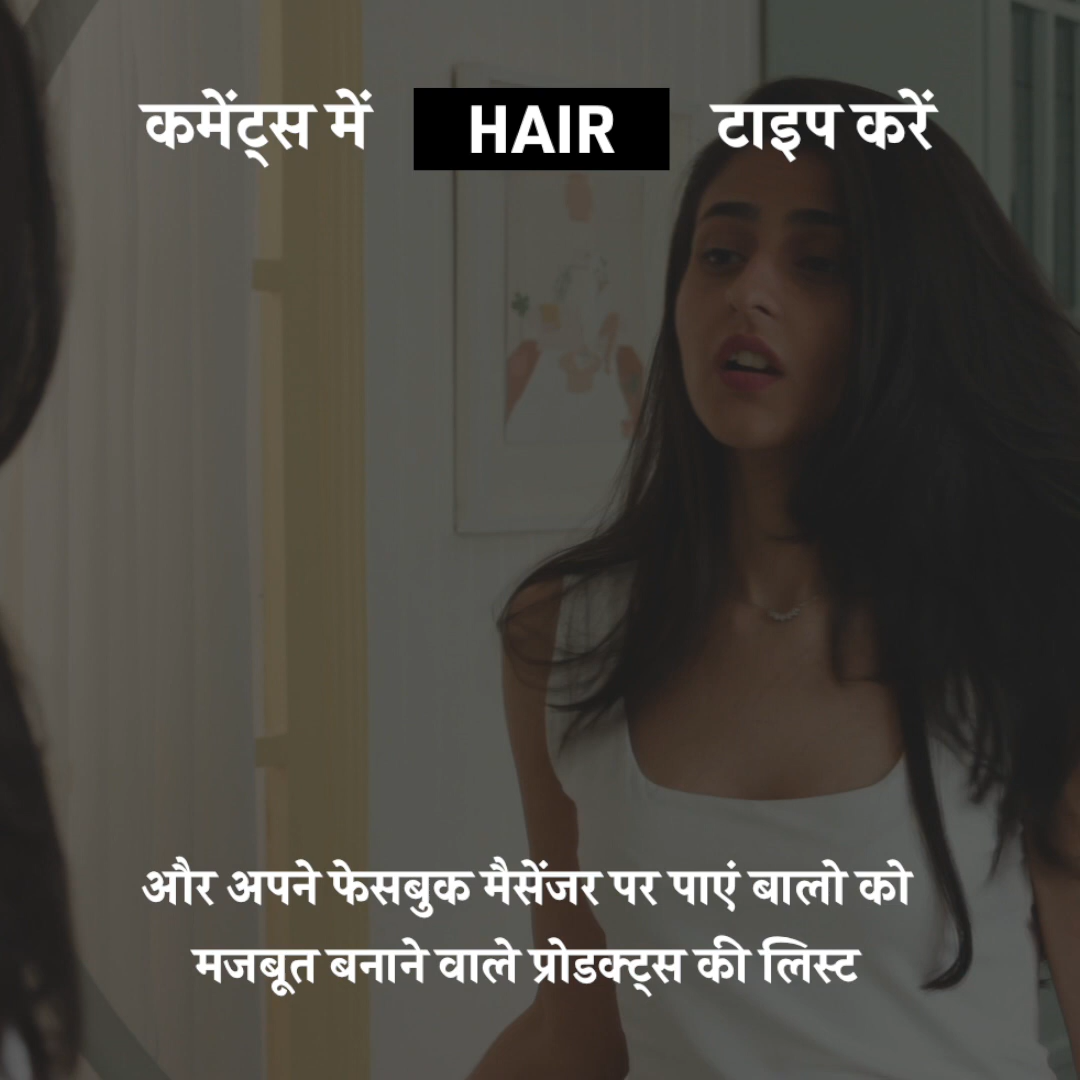 कमेंट्स में HAIR टाइप करें
और अपने फेसबुक मैसेंजर पर पाएं बालो को
मजबूत बनाने वाले प्रोडक्ट्स की लिस्ट